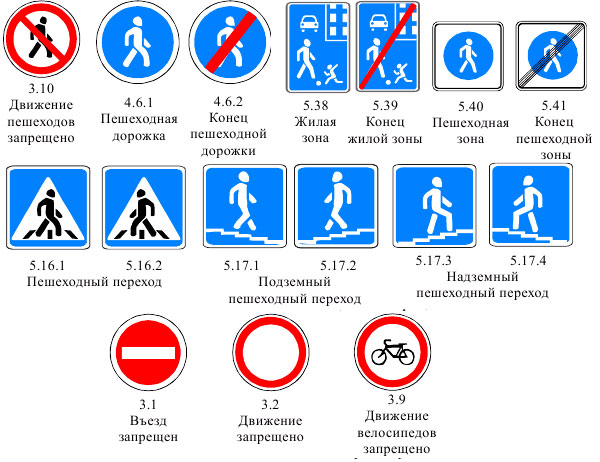 3.10
Движение
пешеходов
запрещено
4.6.1
Пешеходная
дорожка
4.6.2
Конец
пешеходной
дорожки
5.38
Жилая
зона
5.39
Конец
жилой зоны
5.40
Пешеходная
зона
5.41
Конец
пешеходной
зоны
5.16.1 5.16.2
Пешеходный переход
5.17.1 5.17.2
Подземный
пешеходный переход
5.17.3 5.17.4
Надземный
пешеходный переход
3.1
Въезд
запрещен
3.2
Движение
запрещено
3.9
Движение
велосипедов
запрещено